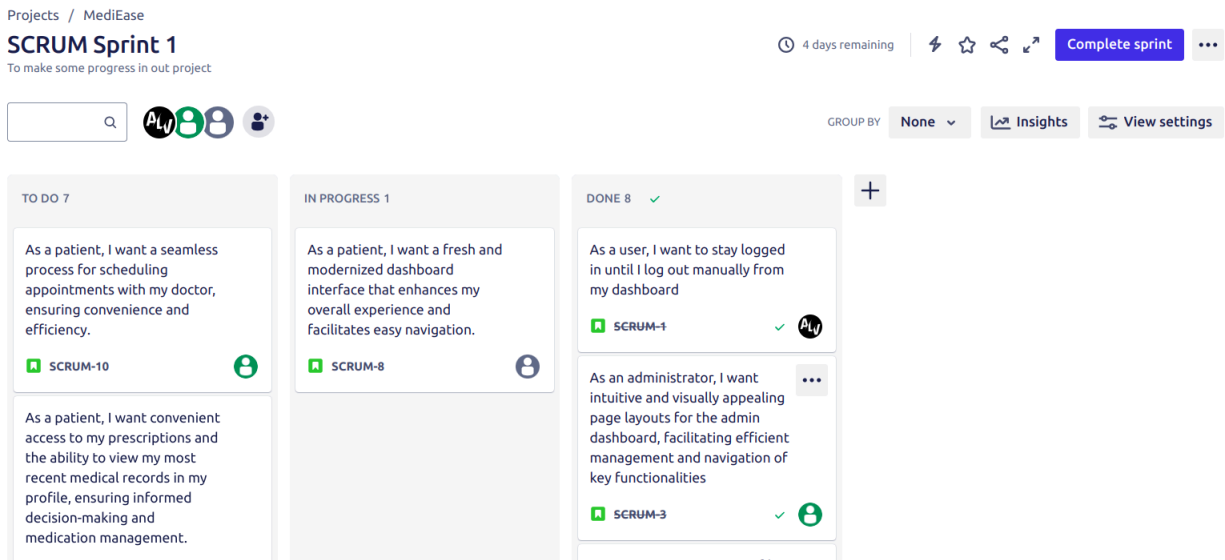 Projects / MediEase
SCRUM Sprint 1
To make some progress in out project
4 days remaining
Complete sprint
ALV
GROUP BY
None
Insights
View settings
TO DO 7
As a patient, I want a seamless
process for scheduling
appointments with my doctor,
ensuring convenience and
efficiency.
SCRUM-10
As a patient, I want convenient
access to my prescriptions and
the ability to view my most
recent medical records in my
profile, ensuring informed
decision-making and
medication management.
IN PROGRESS 1
As a patient, I want a fresh and
modernized dashboard
interface that enhances my
overall experience and
facilitates easy navigation.
SCRUM-8
DONE 8
As a user, I want to stay logged
in until I log out manually from
my dashboard
SCRUM-1
ALV
As an administrator, I want
intuitive and visually appealing
page layouts for the admin
dashboard, facilitating efficient
management and navigation of
key functionalities
SCRUM-3